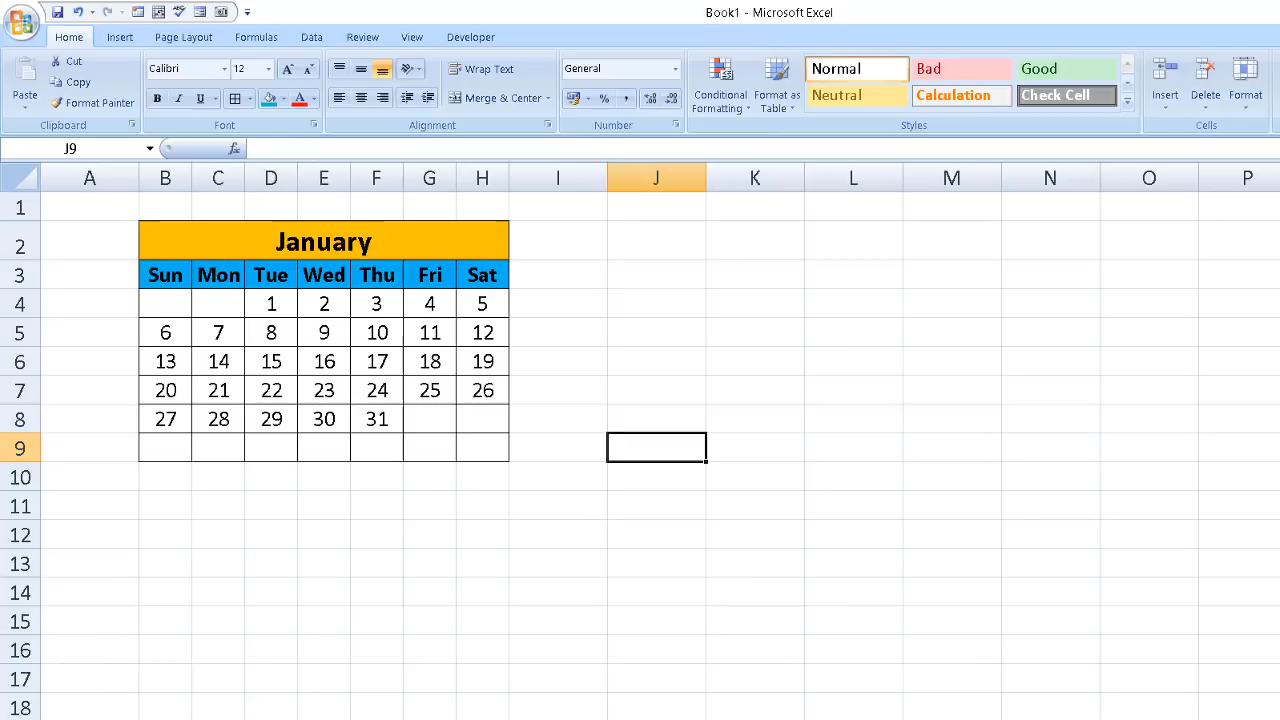 Book1 - Microsoft Excel
Home Insert Page Layout Formulas Data Review View Developer
Paste
Cut
Copy
Format Painter
Clipboard
Calibri 12
B I U A
Font
Wrap Text
Merge & Center
Alignment
General
% ,
Number
Conditional Formatting
Format as Table
Normal Bad Good
Neutral Calculation Check Cell
Styles
Insert Delete Format
Cells
J9 fx
A B C D E F G H I J K L M N O P
1
2 January
3 Sun Mon Tue Wed Thu Fri Sat
4 1 2 3 4 5
5 6 7 8 9 10 11 12
6 13 14 15 16 17 18 19
7 20 21 22 23 24 25 26
8 27 28 29 30 31
9
10
11
12
13
14
15
16
17
18